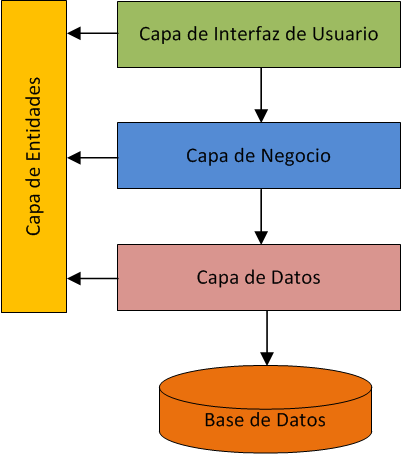 Capa de Interfaz de Usuario
Capa de Entidades
Capa de Negocio
Capa de Datos
Base de Datos